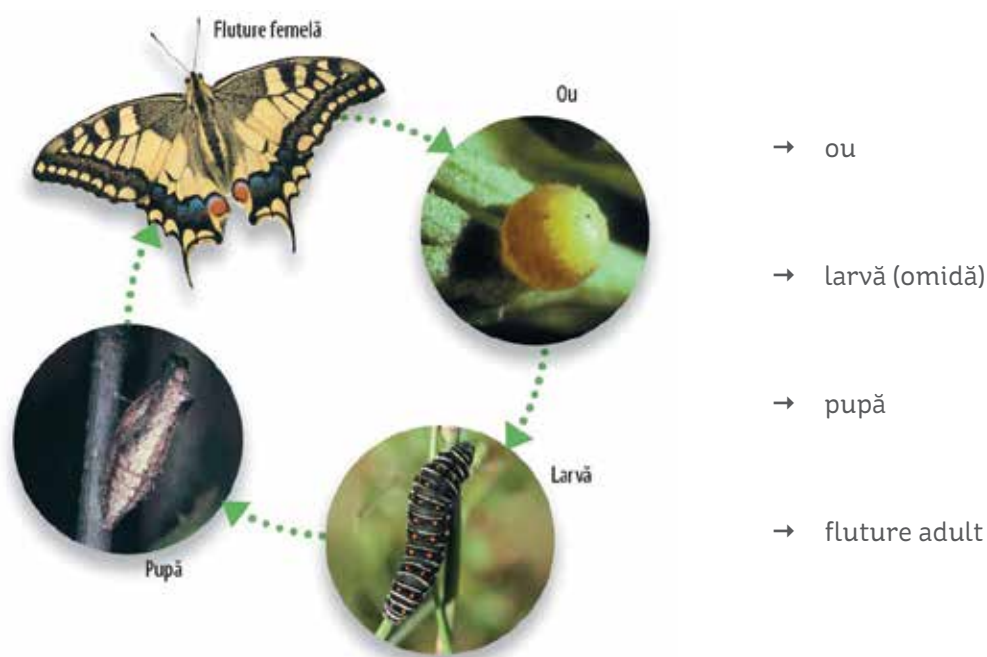 Fluture femelă
Ou
Larvă
Pupă
→ ou
→ larvă (omidă)
→ pupă
→ fluture adult